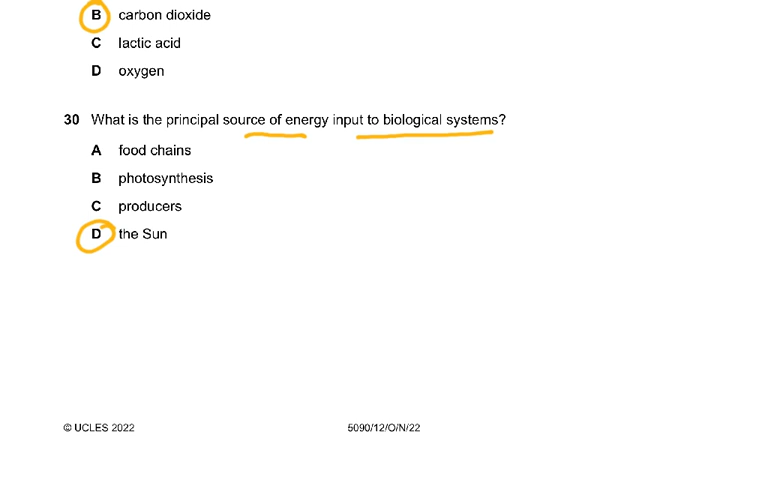 B carbon dioxide
C lactic acid
D oxygen
30 What is the principal source of energy input to biological systems?
A food chains
B photosynthesis
C producers
D the Sun
© UCLES 2022 5090/12/O/N/22